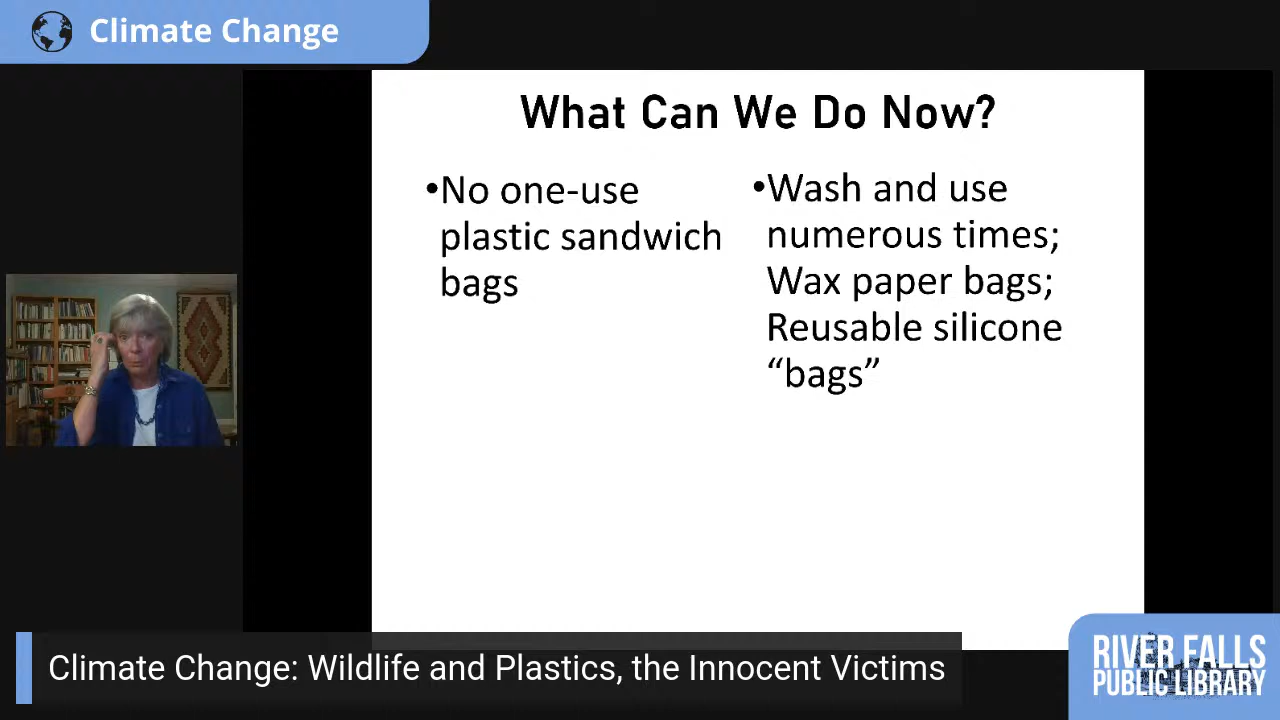 Climate Change
What Can We Do Now?
•No one-use
plastic sandwich
bags
•Wash and use
numerous times;
Wax paper bags;
Reusable silicone
“bags”
Climate Change: Wildlife and Plastics, the Innocent Victims
RIVER FALLS
PUBLIC LIBRARY